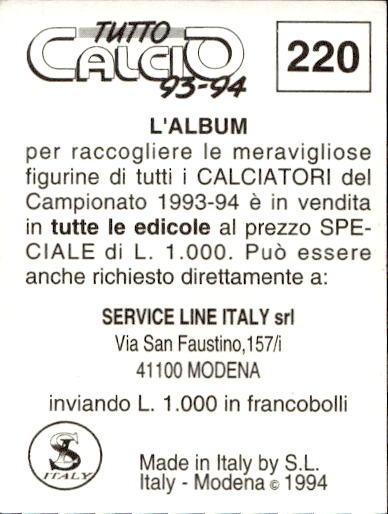 TUTTO
CALCIO
93-94
220
L'ALBUM
per raccogliere le meravigliose
figurine di tutti i CALCIATORI del
Campionato 1993-94 è in vendita
in tutte le edicole al prezzo SPE-
CIALE di L. 1.000. Può essere
anche richiesto direttamente a:
SERVICE LINE ITALY srl
Via San Faustino,157/i
41100 MODENA
inviando L. 1.000 in francobolli
SL
ITALY
Made in Italy by S.L.
Italy - Modena © 1994